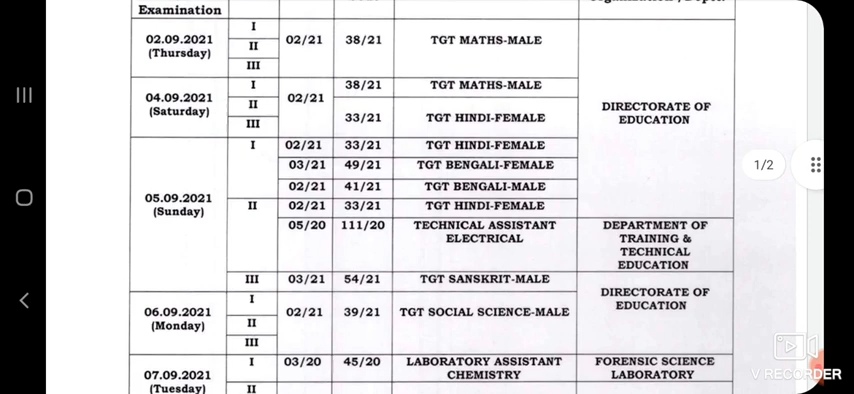 Examination
02.09.2021
(Thursday)
I
II
III
02/21
38/21
TGT MATHS-MALE
DIRECTORATE OF
EDUCATION
04.09.2021
(Saturday)
I
II
III
02/21
38/21
TGT MATHS-MALE
33/21
TGT HINDI-FEMALE
05.09.2021
(Sunday)
I
02/21
33/21
TGT HINDI-FEMALE
03/21
49/21
TGT BENGALI-FEMALE
02/21
41/21
TGT BENGALI-MALE
II
02/21
33/21
TGT HINDI-FEMALE
05/20
111/20
TECHNICAL ASSISTANT
ELECTRICAL
DEPARTMENT OF
TRAINING &
TECHNICAL
EDUCATION
III
03/21
54/21
TGT SANSKRIT-MALE
DIRECTORATE OF
EDUCATION
06.09.2021
(Monday)
I
II
III
02/21
39/21
TGT SOCIAL SCIENCE-MALE
07.09.2021
(Tuesday)
I
03/20
45/20
LABORATORY ASSISTANT
CHEMISTRY
FORENSIC SCIENCE
LABORATORY
II
1/2
V RECORDER